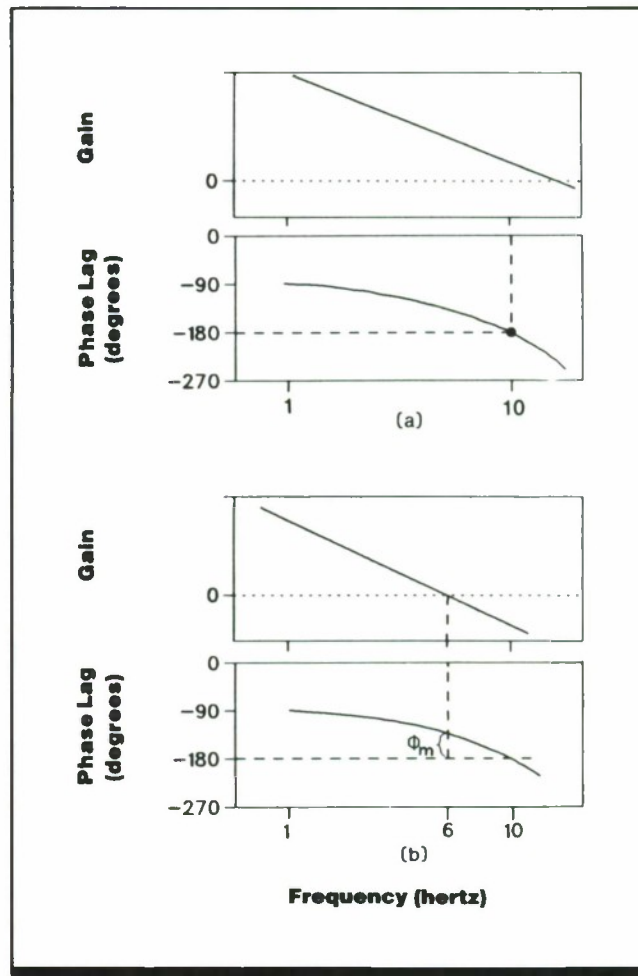 Gain
0
Phase Lag
(degrees)
0
-90
-180
-270
1
10
(a)
Gain
0
Phase Lag
(degrees)
0
-90
-180
-270
Φm
1
6
10
(b)
Frequency (hertz)